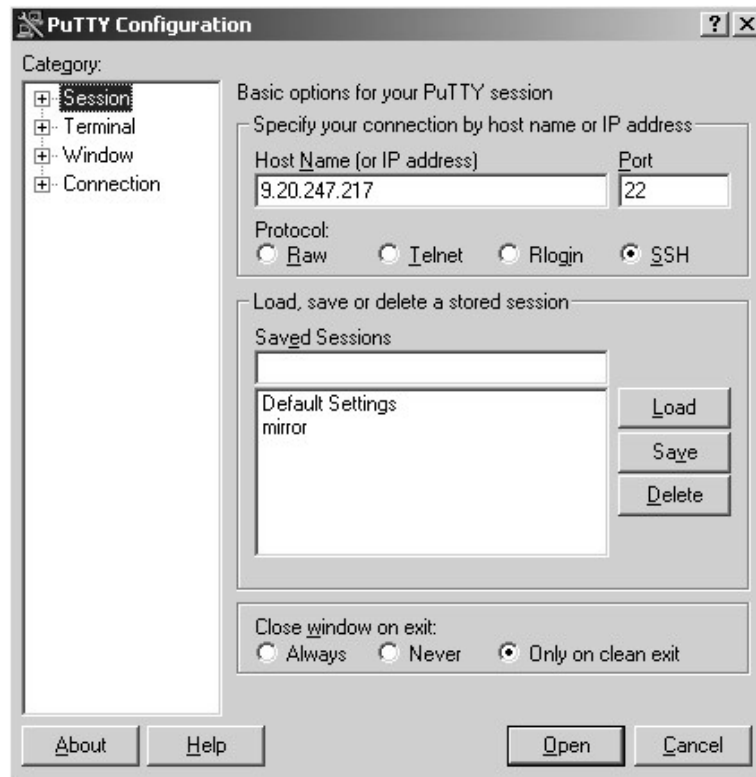 PuTTY Configuration
Category:
Session
Terminal
Window
Connection
Basic options for your PuTTY session
Specify your connection by host name or IP address
Host Name (or IP address)
Port
9.20.247.217
22
Protocol:
Raw
Telnet
Rlogin
SSH
Load, save or delete a stored session
Saved Sessions
Default Settings
mirror
Load
Save
Delete
Close window on exit:
Always
Never
Only on clean exit
About
Help
Open
Cancel